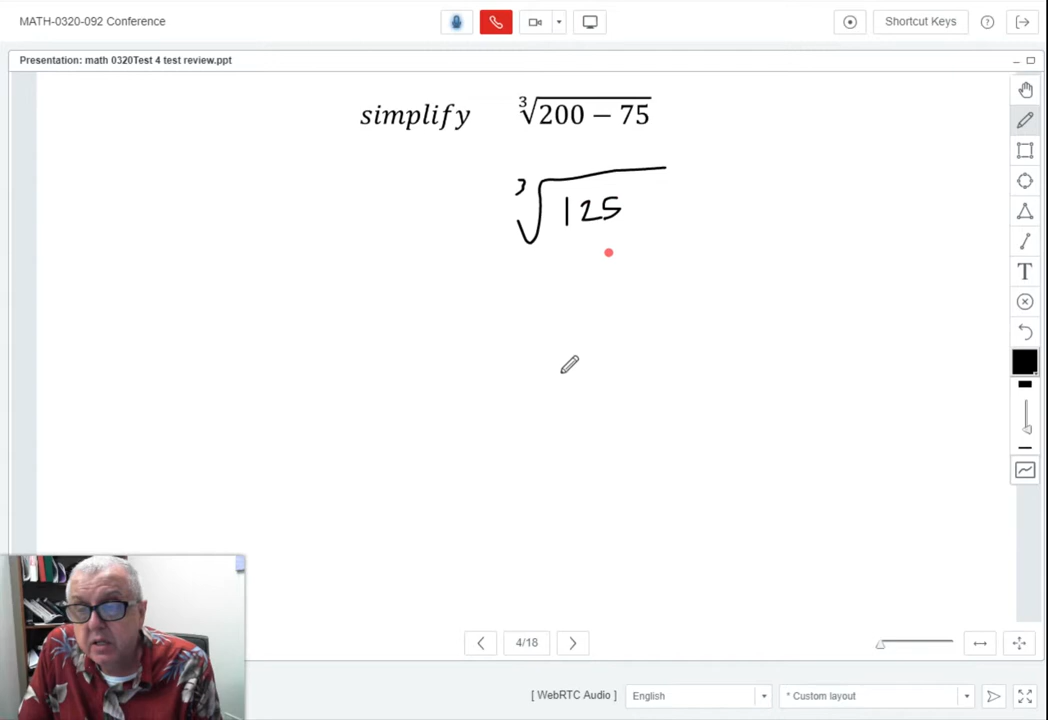 MATH-0320-092 Conference
Shortcut Keys
Presentation: math 0320Test 4 test review.ppt
simplify ∛(200 − 75)
∛125
T
4/18
[ WebRTC Audio ] English * Custom layout